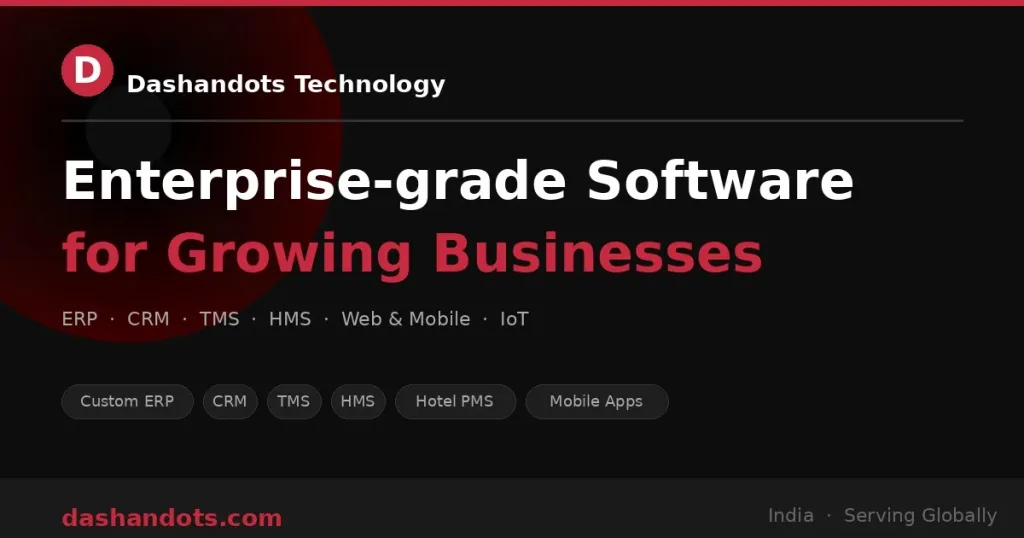 D
Dashandots Technology
Enterprise-grade Software
for Growing Businesses
ERP · CRM · TMS · HMS · Web & Mobile · IoT
Custom ERP CRM TMS HMS Hotel PMS Mobile Apps
dashandots.com
India · Serving Globally